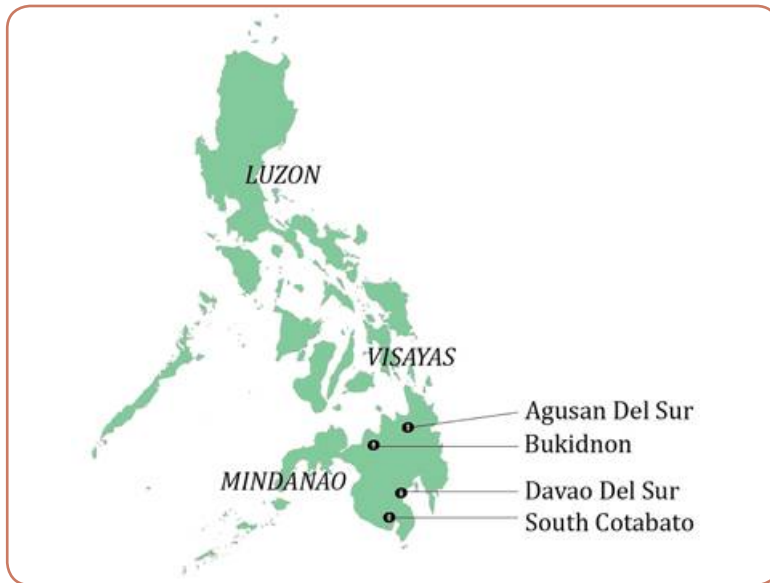 LUZON
VISAYAS
Agusan Del Sur
Bukidnon
MINDANAO
Davao Del Sur
South Cotabato